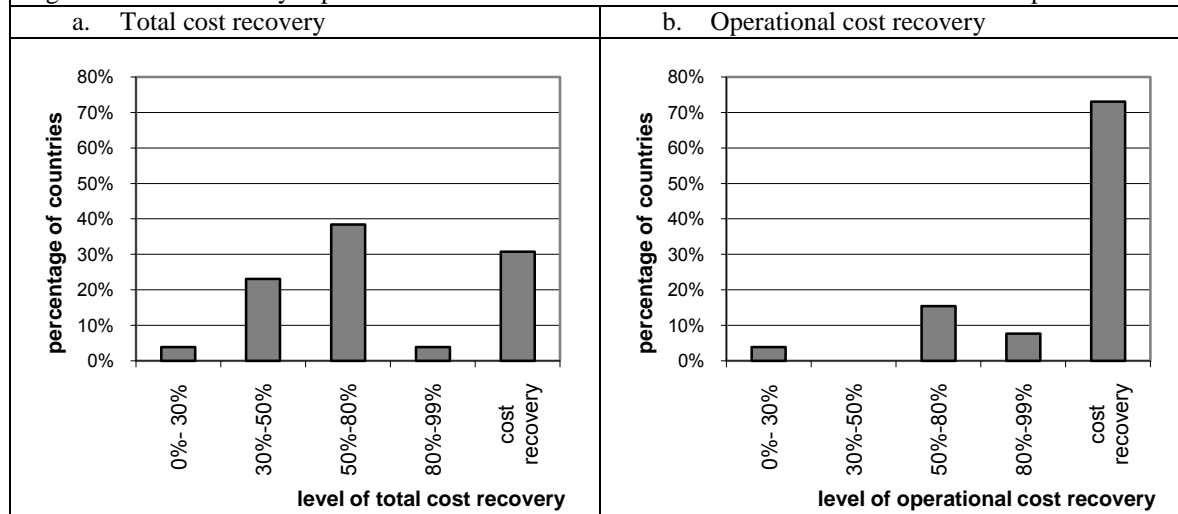 a. Total cost recovery
b. Operational cost recovery
80%
70%
60%
50%
40%
30%
20%
10%
0%
percentage of countries
0%- 30%
30%-50%
50%-80%
80%-99%
cost
recovery
level of total cost recovery
80%
70%
60%
50%
40%
30%
20%
10%
0%
percentage of countries
0%- 30%
30%-50%
50%-80%
80%-99%
cost
recovery
level of operational cost recovery